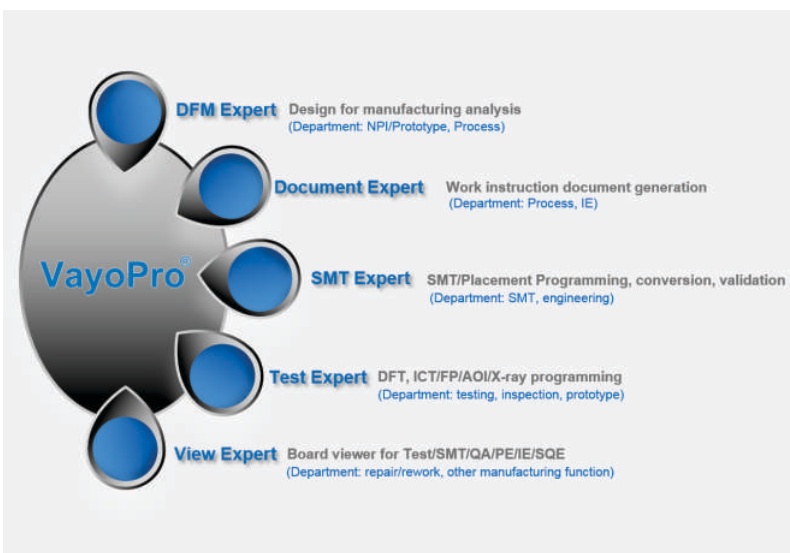 DFM Expert Design for manufacturing analysis
(Department: NPI/Prototype, Process)
Document Expert Work instruction document generation
(Department: Process, IE)
VayoPro®
SMT Expert SMT/Placement Programming, conversion, validation
(Department: SMT, engineering)
Test Expert DFT, ICT/FP/AOI/X-ray programming
(Department: testing, inspection, prototype)
View Expert Board viewer for Test/SMT/QA/PE/IE/SQE
(Department: repair/rework, other manufacturing function)